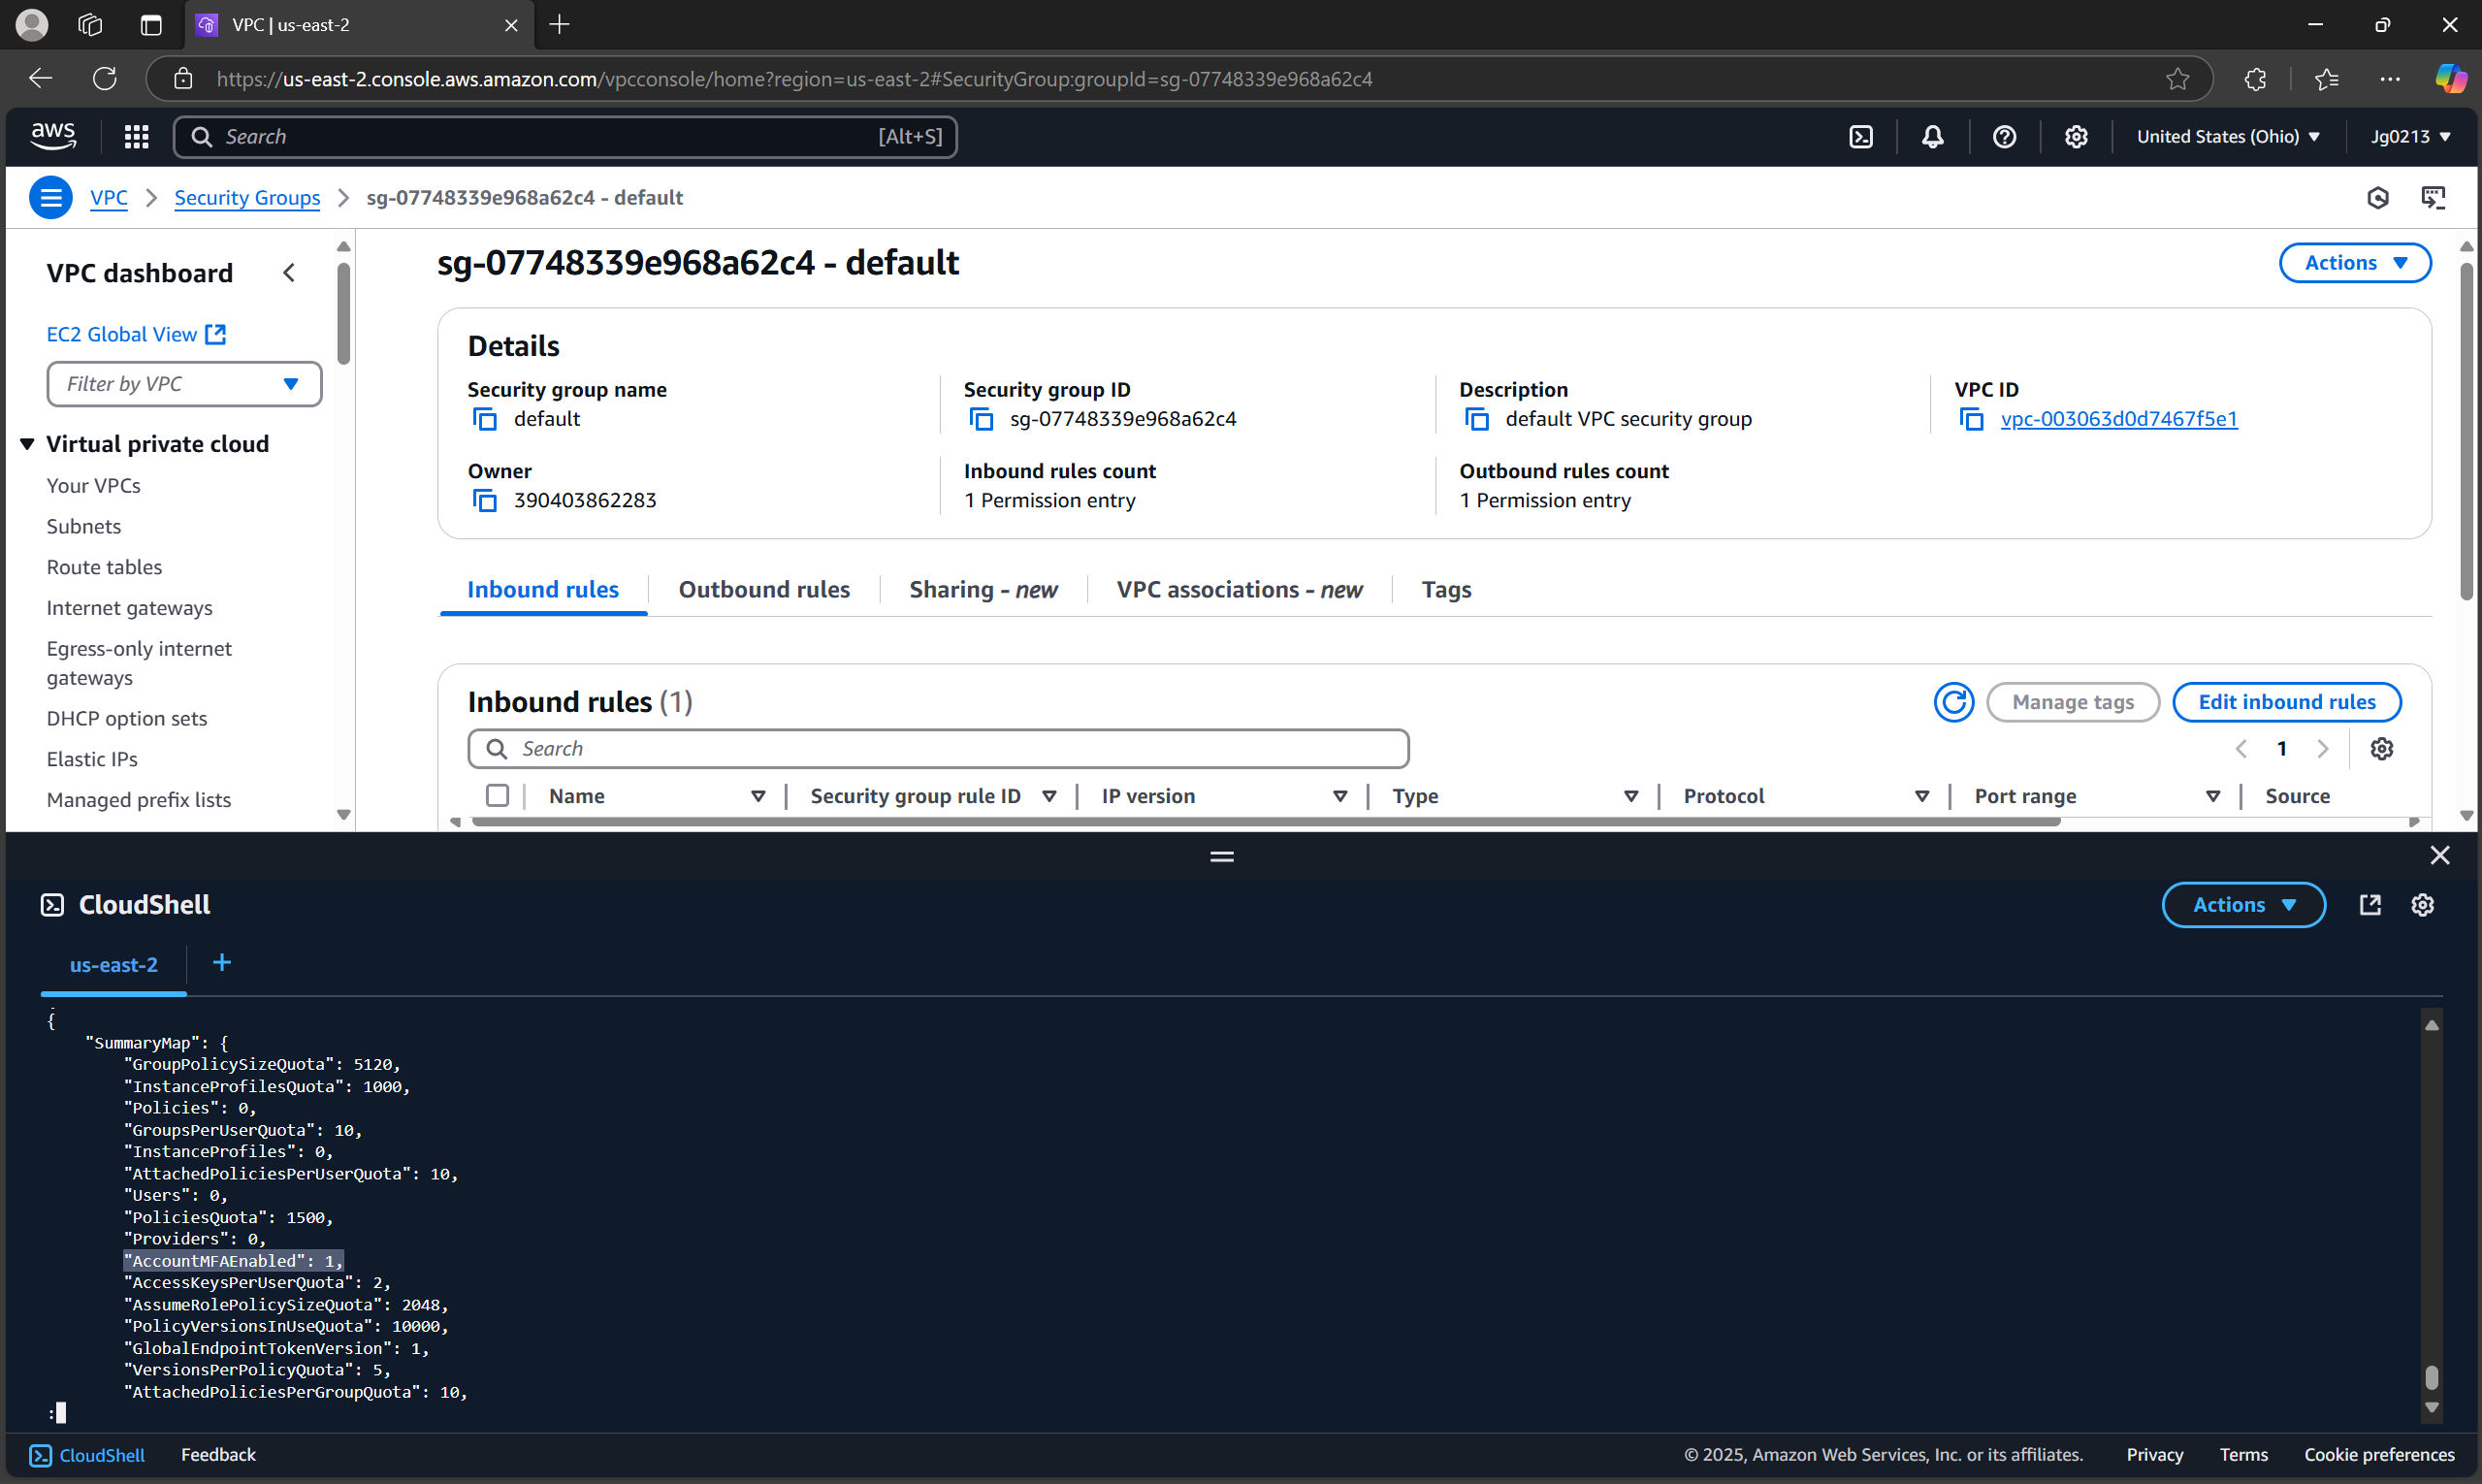 VPC | us-east-2
https://us-east-2.console.aws.amazon.com/vpcconsole/home?region=us-east-2#SecurityGroup:groupId=sg-07748339e968a62c4
aws
Search [Alt+S]
United States (Ohio)
Jg0213
VPC > Security Groups > sg-07748339e968a62c4 - default
VPC dashboard
EC2 Global View
Filter by VPC
Virtual private cloud
Your VPCs
Subnets
Route tables
Internet gateways
Egress-only internet
gateways
DHCP option sets
Elastic IPs
Managed prefix lists
sg-07748339e968a62c4 - default
Actions
Details
Security group name
default
Security group ID
sg-07748339e968a62c4
Description
default VPC security group
VPC ID
vpc-003063d0d7467f5e1
Owner
390403862283
Inbound rules count
1 Permission entry
Outbound rules count
1 Permission entry
Inbound rules
Outbound rules
Sharing - new
VPC associations - new
Tags
Inbound rules (1)
Manage tags
Edit inbound rules
Search
1
Name
Security group rule ID
IP version
Type
Protocol
Port range
Source
CloudShell
Actions
us-east-2
{
"SummaryMap": {
"GroupPolicySizeQuota": 5120,
"InstanceProfilesQuota": 1000,
"Policies": 0,
"GroupsPerUserQuota": 10,
"InstanceProfiles": 0,
"AttachedPoliciesPerUserQuota": 10,
"Users": 0,
"PoliciesQuota": 1500,
"Providers": 0,
"AccountMFAEnabled": 1,
"AccessKeysPerUserQuota": 2,
"AssumeRolePolicySizeQuota": 2048,
"PolicyVersionsInUseQuota": 10000,
"GlobalEndpointTokenVersion": 1,
"VersionsPerPolicyQuota": 5,
"AttachedPoliciesPerGroupQuota": 10,
:
CloudShell
Feedback
© 2025, Amazon Web Services, Inc. or its affiliates.
Privacy
Terms
Cookie preferences